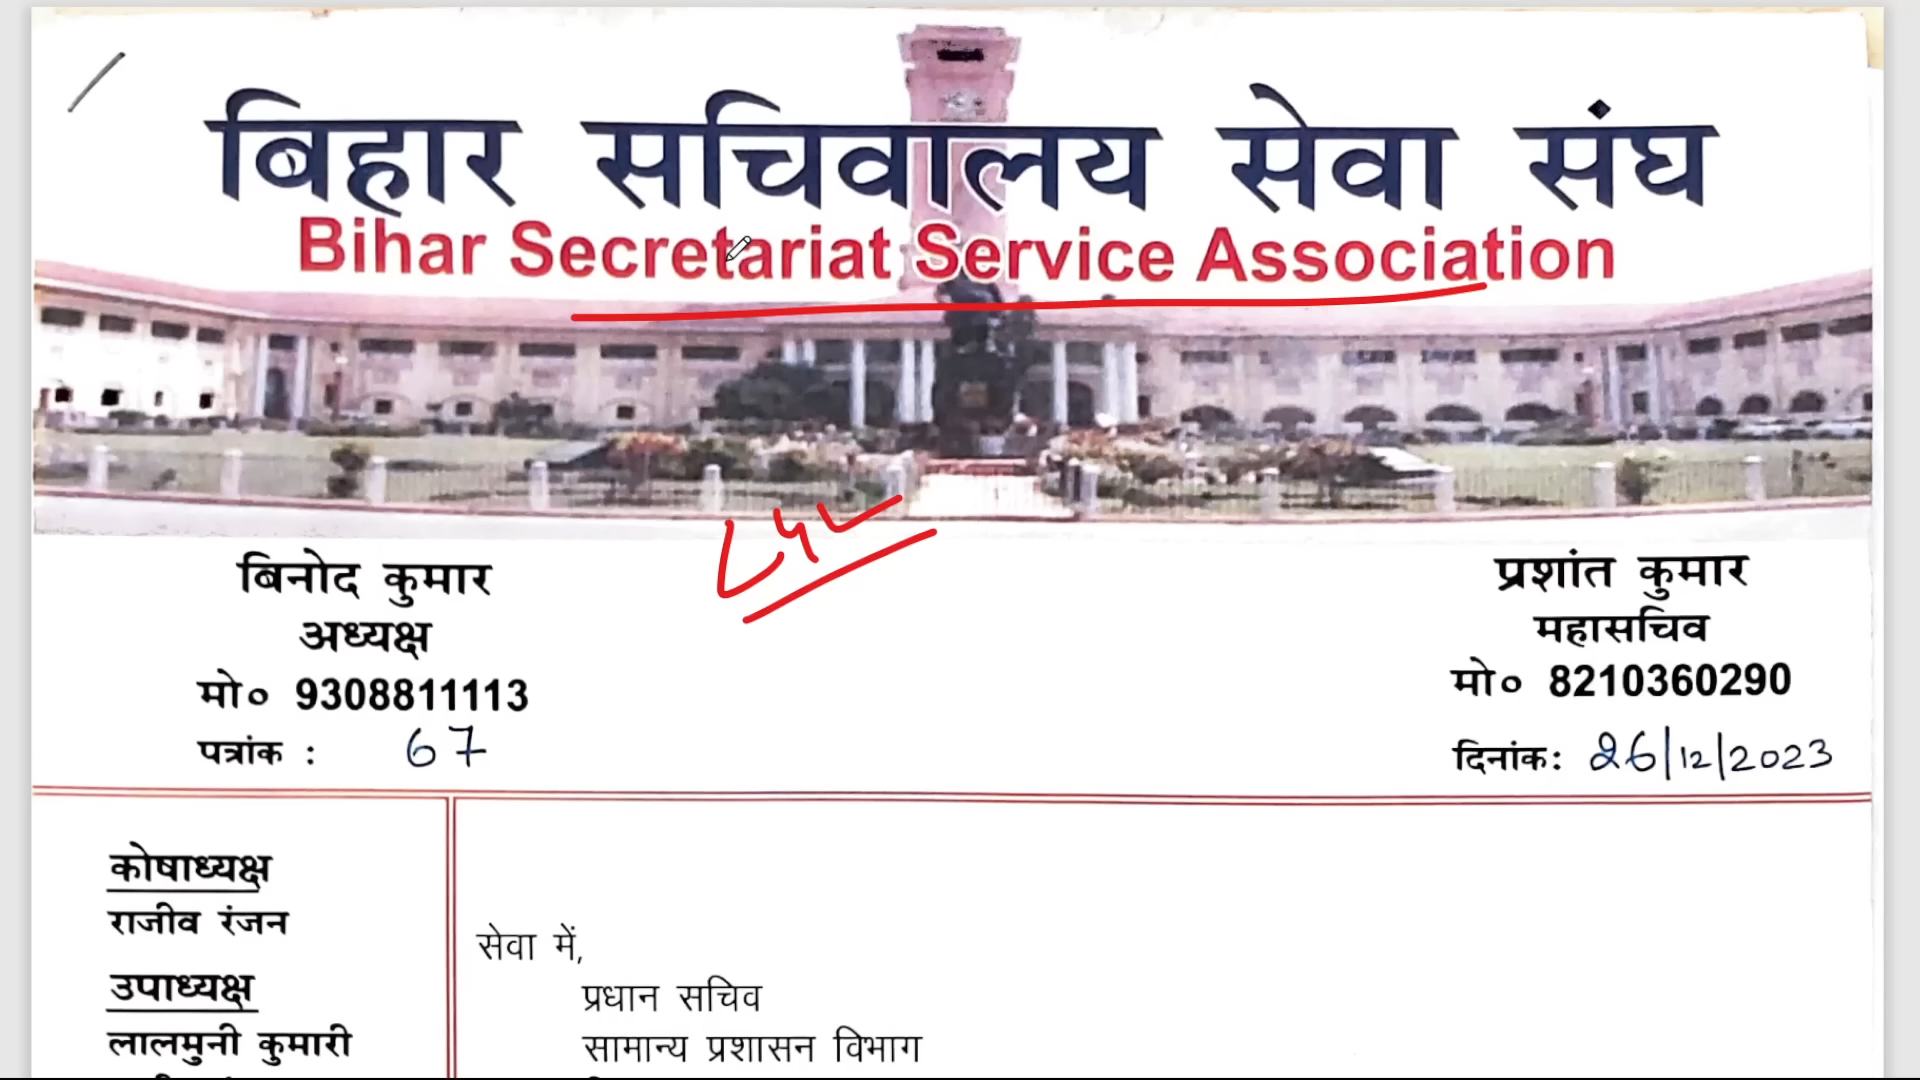 बिहार सचिवालय सेवा संघ
Bihar Secretariat Service Association
बिनोद कुमार
अध्यक्ष
मो० 9308811113
पत्रांक : 67
प्रशांत कुमार
महासचिव
मो० 8210360290
दिनांक: 26/12/2023
कोषाध्यक्ष
राजीव रंजन
उपाध्यक्ष
लालमुनी कुमारी
सेवा में,
प्रधान सचिव
सामान्य प्रशासन विभाग